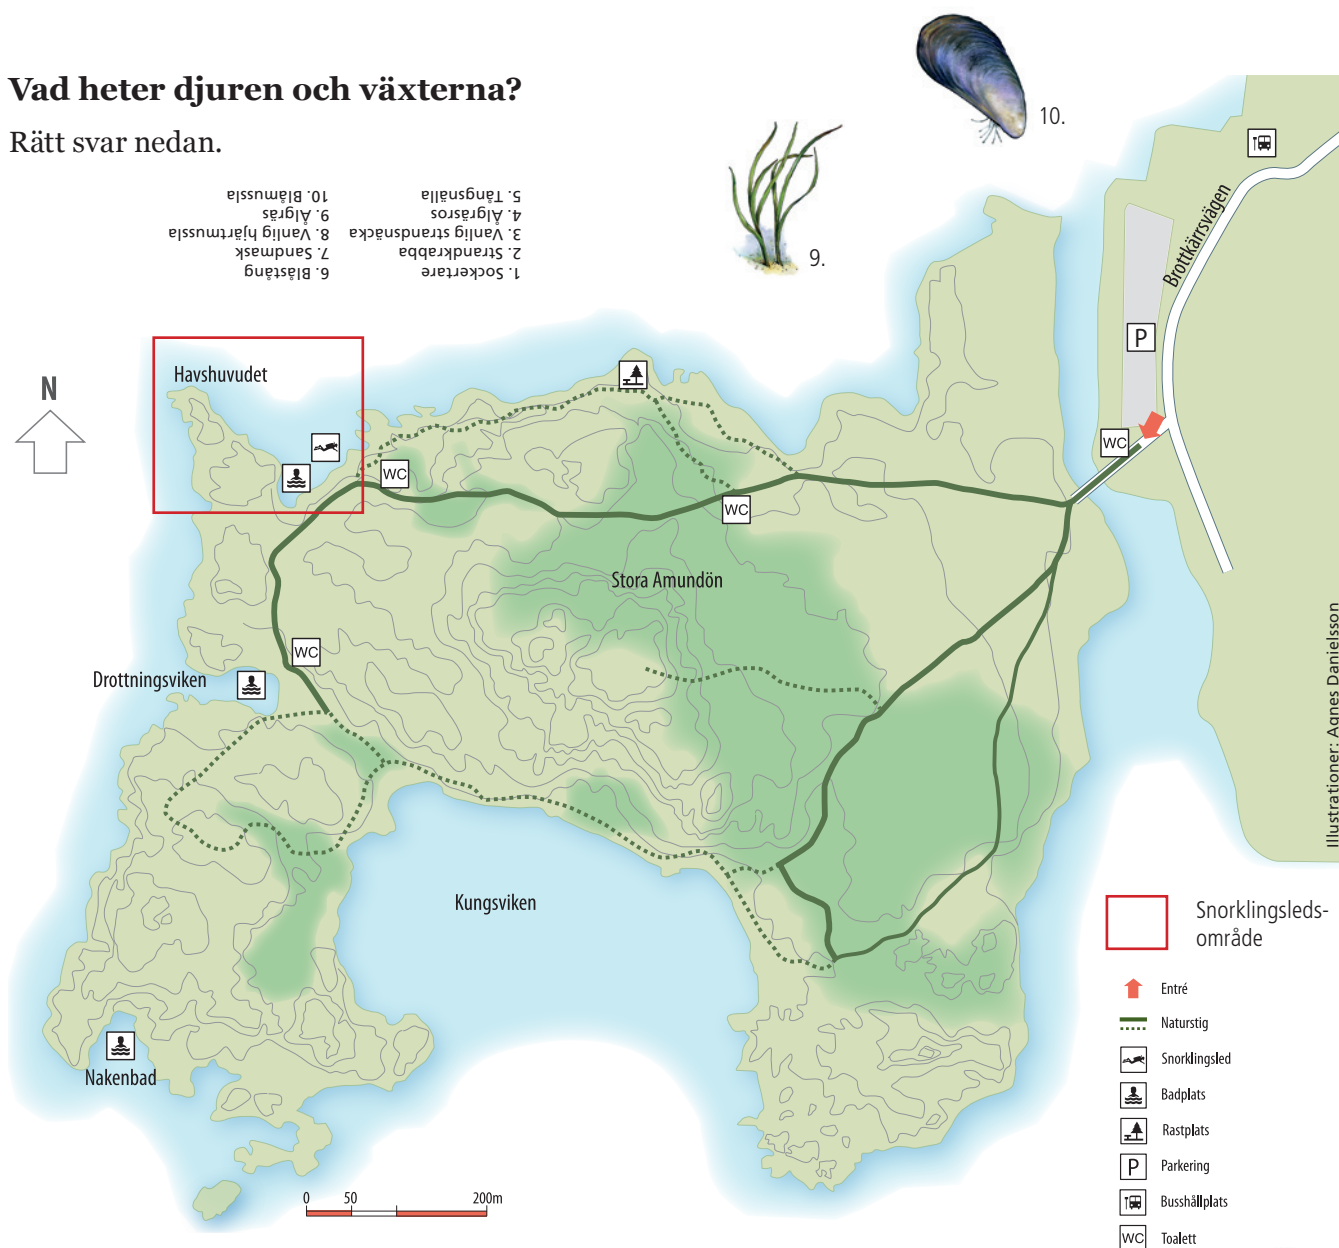 Vad heter djuren och växterna?
Rätt svar nedan.
1. Sockertare
2. Strandkrabba
3. Vanlig strandsnäcka
4. Ålgräsros
5. Tångsnälla
6. Blåstång
7. Sandmask
8. Vanlig hjärtmussla
9. Ålgräs
10. Blåmussla
10.
9.
Brottkärrsvägen
P
WC
N
Havshuvudet
WC
WC
Stora Amundön
WC
Drottningsviken
Kungsviken
Nakenbad
0 50 200m
Illustrationer: Agnes Danielsson
Snorklingsleds-
område
Entré
Naturstig
Snorklingsled
Badplats
Rastplats
P Parkering
Busshållplats
WC Toalett